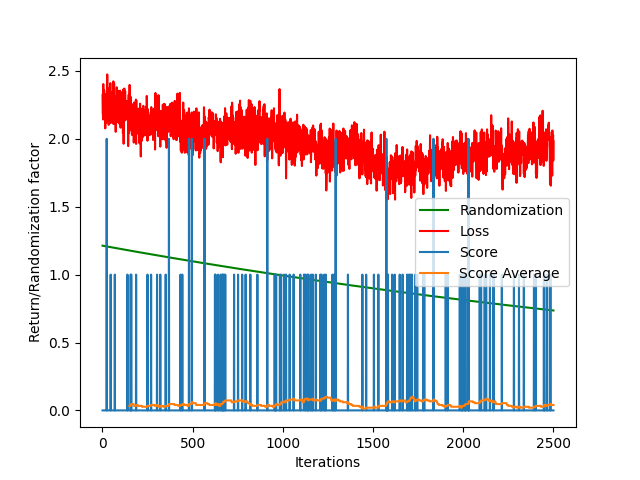 2.5
2.0
1.5
1.0
0.5
0.0
Return/Randomization factor
Randomization
Loss
Score
Score Average
0 500 1000 1500 2000 2500
Iterations